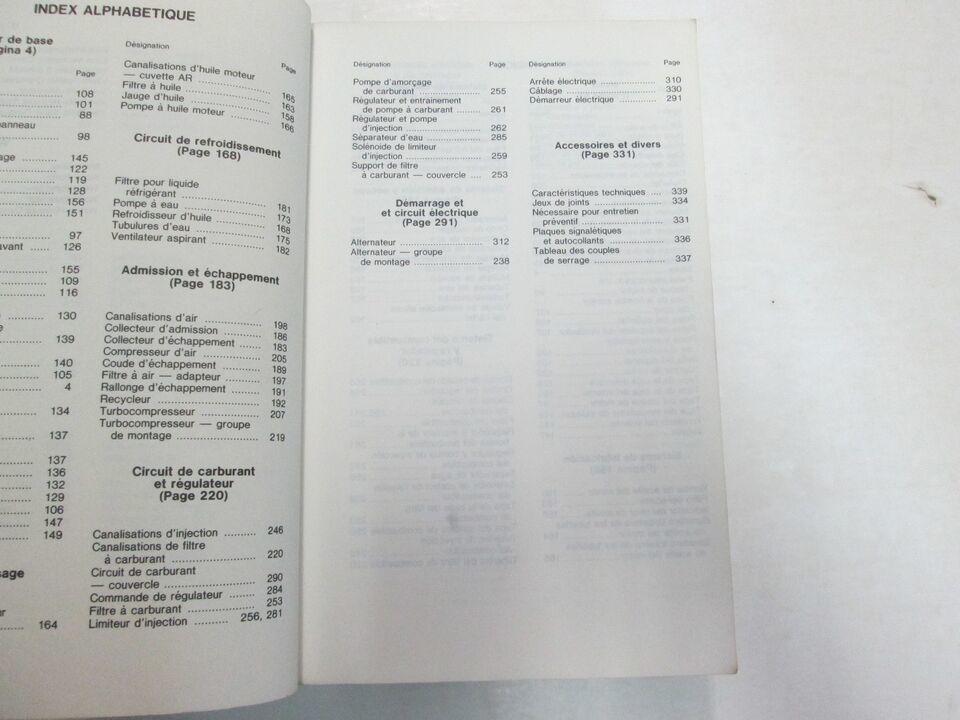 INDEX ALPHABETIQUE
r de base
gina 4)
Page
108
101
88
panneau
98
age ........... 145
122
119
128
156
151
97
avant ...... 126
155
109
116
130
139
140
105
4
134
137
137
136
132
129
106
147
149
sage
ur
164
Désignation
Page
Canalisations d'huile moteur
— cuvette AR ..................... 165
Filtre à huile ..................... 163
Jauge d'huile ..................... 158
Pompe à huile moteur .............. 166
Circuit de refroidissement
(Page 168)
Filtre pour liquide
réfrigérant ..................... 181
Pompe à eau ..................... 173
Refroidisseur d'huile .............. 168
Tubulures d'eau ................... 175
Ventilateur aspirant .............. 182
Admission et échappement
(Page 183)
Canalisations d'air ................ 198
Collecteur d'admission ............ 186
Collecteur d'échappement ......... 183
Compresseur d'air ................. 205
Coude d'échappement ............. 189
Filtre à air — adapteur ........... 197
Rallonge d'échappement .......... 191
Recycleur ......................... 192
Turbocompresseur ................. 207
Turbocompresseur — groupe
de montage ....................... 219
Circuit de carburant
et régulateur
(Page 220)
Canalisations d'injection .......... 246
Canalisations de filtre
à carburant ....................... 220
Circuit de carburant
— couvercle ....................... 290
Commande de régulateur ........ 284
Filtre à carburant ................ 253
Limiteur d'injection .......... 256, 281
Désignation Page
Pompe d'amorçage
de carburant ..................... 255
Régulateur et entrainement
de pompe à carburant ........ 261
Régulateur et pompe
d'injection ....................... 262
Séparateur d'eau ................. 285
Solénoide de limiteur
d'injection ....................... 259
Support de filtre
à carburant — couvercle .... 253
Démarrage et
et circuit électrique
(Page 291)
Alternateur ....................... 312
Alternateur — groupe
de montage ....................... 238
Désignation Page
Arrête électrique .................. 310
Câblage ........................... 330
Démarreur électrique ............. 291
Accessoires et divers
(Page 331)
Caractéristiques techniques .... 339
Jeux de joints ..................... 334
Nécessaire pour entretien
préventif ......................... 331
Plaques signalétiques
et autocollants ................... 336
Tableau des couples
de serrage ........................ 337